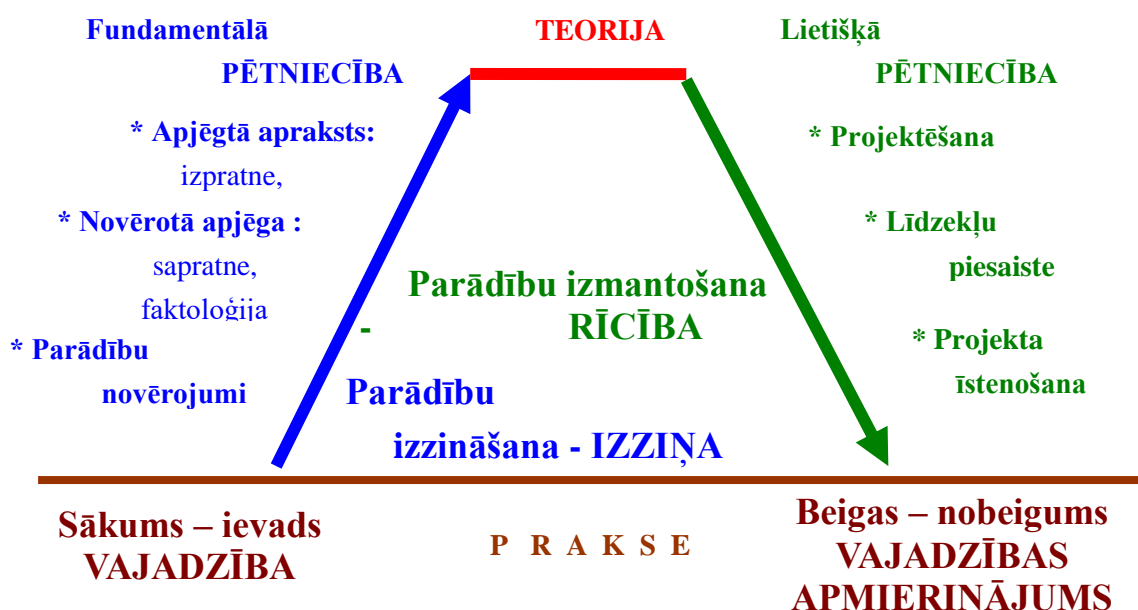 Fundamentālā
PĒTNIECĪBA
* Apjēgtā apraksts:
izpratne,
* Novērotā apjēga :
sapratne,
faktoloģija
* Parādību
novērojumi
TEORIJA
Lietišķā
PĒTNIECĪBA
* Projektēšana
* Līdzekļu
piesaiste
* Projekta
īstenošana
Parādību izmantošana
- RĪCĪBA
Parādību
izzināšana - IZZIŅA
Sākums – ievads
VAJADZĪBA
P R A K S E
Beigas – nobeigums
VAJADZĪBAS
APMIERINĀJUMS